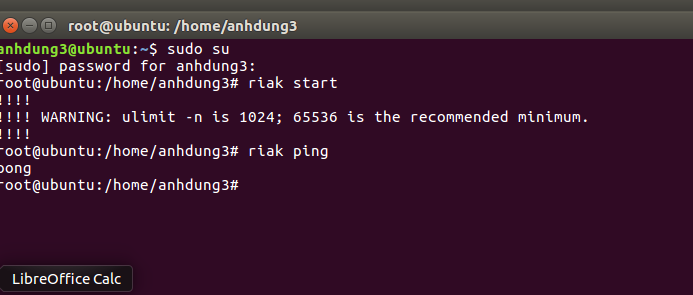 root@ubuntu: /home/anhdung3
anhdung3@ubuntu:~$ sudo su
[sudo] password for anhdung3:
root@ubuntu:/home/anhdung3# riak start
!!!!
!!!! WARNING: ulimit -n is 1024; 65536 is the recommended minimum.
!!!!
root@ubuntu:/home/anhdung3# riak ping
pong
root@ubuntu:/home/anhdung3#
LibreOffice Calc